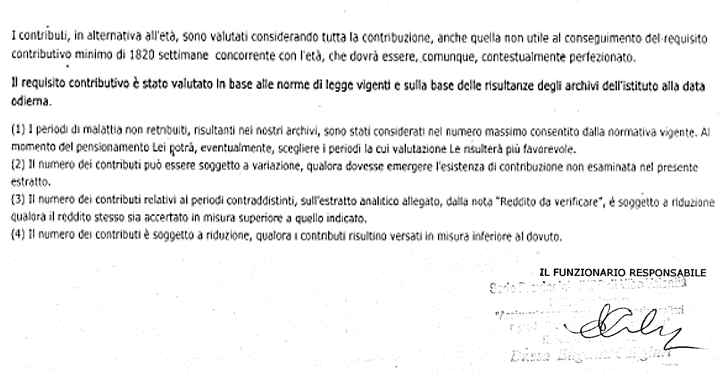 I contributi, in alternativa all'età, sono valutati considerando tutta la contribuzione, anche quella non utile al conseguimento del requisito
contributivo minimo di 1820 settimane concorrente con l'età, che dovrà essere, comunque, contestualmente perfezionato.
Il requisito contributivo è stato valutato in base alle norme di legge vigenti e sulla base delle risultanze degli archivi dell'istituto alla data
odierna.
(1) I periodi di malattia non retribuiti, risultanti nei nostri archivi, sono stati considerati nel numero massimo consentito dalla normativa vigente. Al
momento del pensionamento Lei potrà, eventualmente, scegliere i periodi la cui valutazione Le risulterà più favorevole.
(2) Il numero dei contributi può essere soggetto a variazione, qualora dovesse emergere l'esistenza di contribuzione non esaminata nel presente
estratto.
(3) Il numero dei contributi relativi ai periodi contraddistinti, sull'estratto analitico allegato, dalla nota "Reddito da verificare", é soggetto a riduzione
qualora il reddito stesso sia accertato in misura superiore a quello indicato.
(4) Il numero dei contributi è soggetto a riduzione, qualora i contributi risultino versati in misura inferiore al dovuto.
IL FUNZIONARIO RESPONSABILE